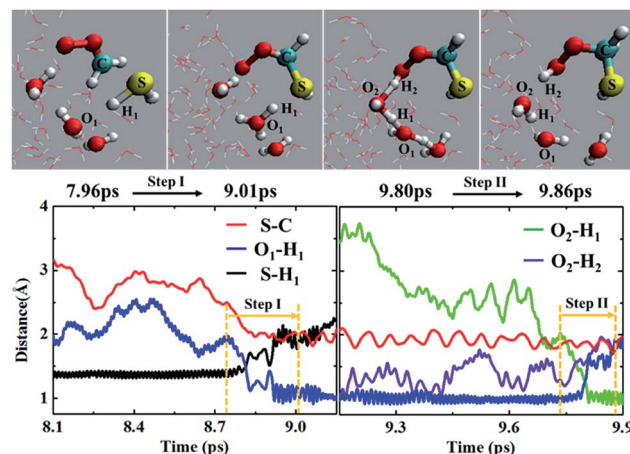 C
S
H1
O1
C
S
H1
O1
C
S
O2
H2
H1
O1
C
S
O2
H2
H1
O1
7.96ps Step I 9.01ps
9.80ps Step II 9.86ps
Distance(Å)
4
3
2
1
S-C
O1-H1
S-H1
Step I
8.1 8.4 8.7 9.0
Time (ps)
O2-H1
O2-H2
Step II
9.3 9.6 9.9
Time (ps)